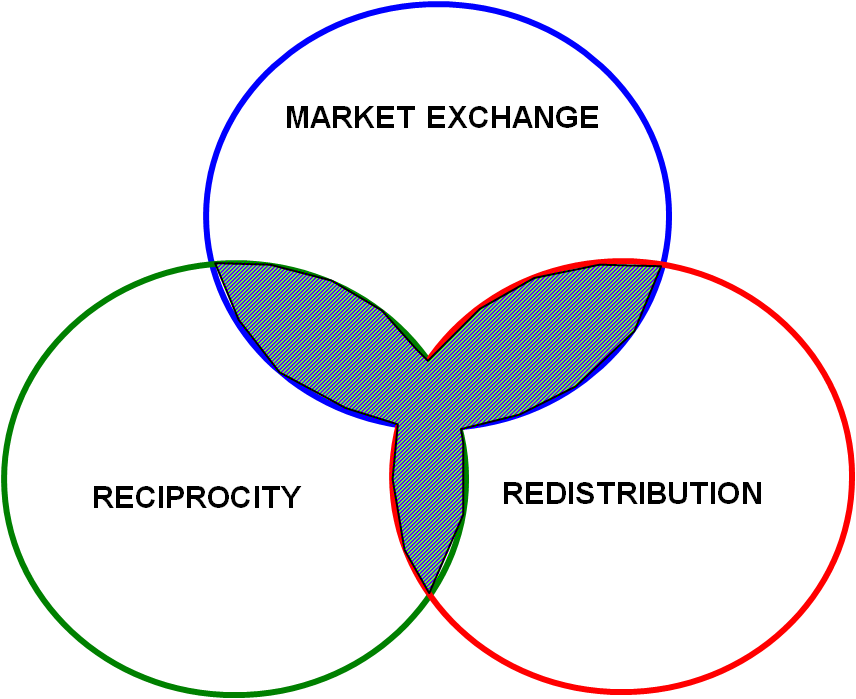 MARKET EXCHANGE
RECIPROCITY
REDISTRIBUTION